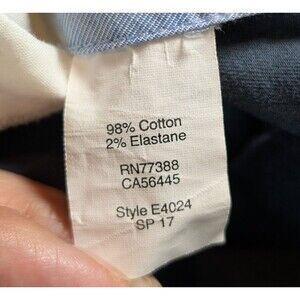 98% Cotton
2% Elastane
RN77388
CA56445
Style E4024
SP 17